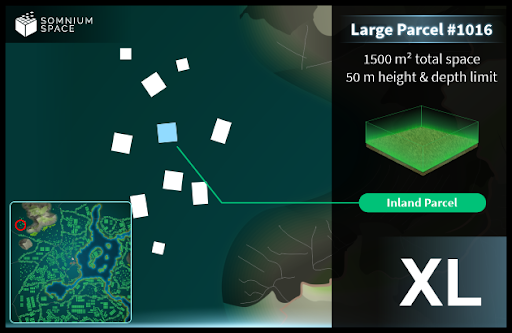 SOMNIUM
SPACE
Large Parcel #1016
1500 m² total space
50 m height & depth limit
Inland Parcel
XL